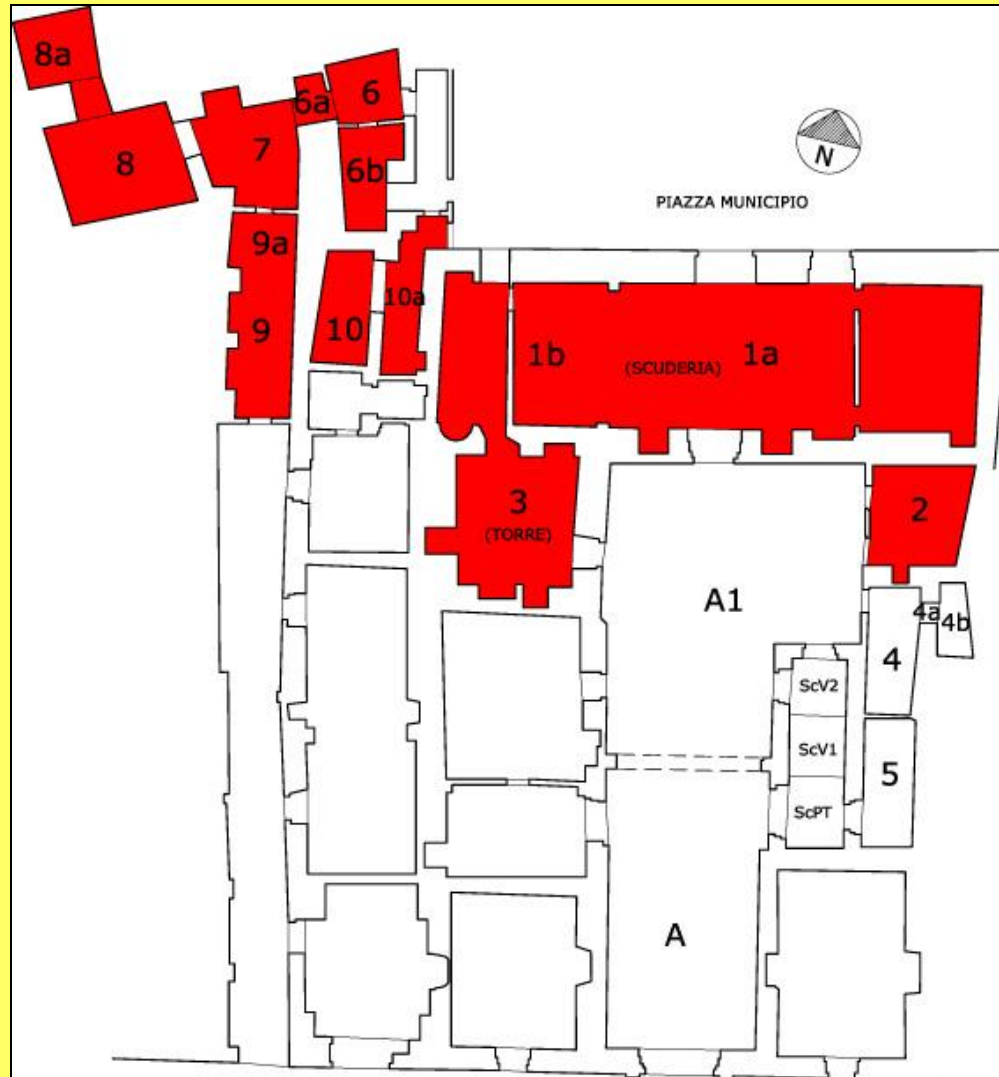 8a
6a
6
8
7
6b
N
PIAZZA MUNICIPIO
9a
9
10
10a
1b
(SCUDERIA)
1a
3
(TORRE)
2
A1
4a
4b
4
ScV2
ScV1
5
ScPT
A